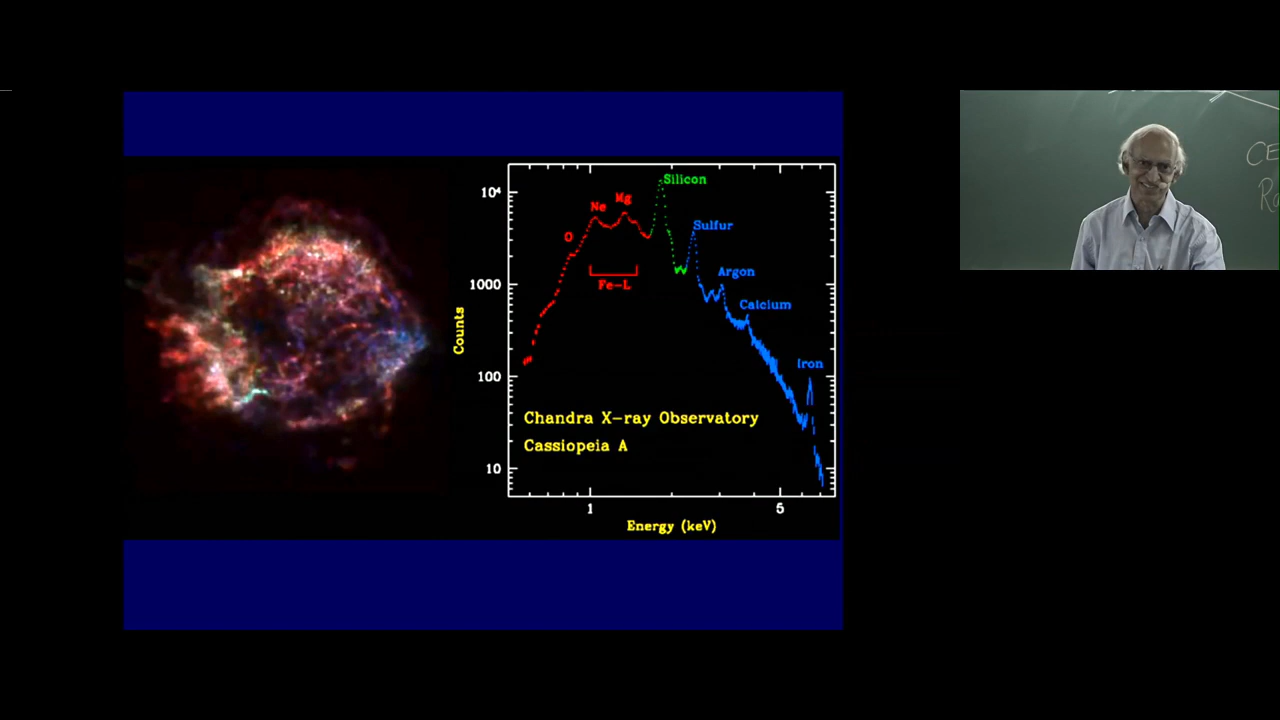 Silicon
10⁴
Mg
Ne
Sulfur
O
Argon
1000
Fe-L
Calcium
Counts
Iron
100
Chandra X-ray Observatory
Cassiopeia A
10
1
5
Energy (keV)
CE